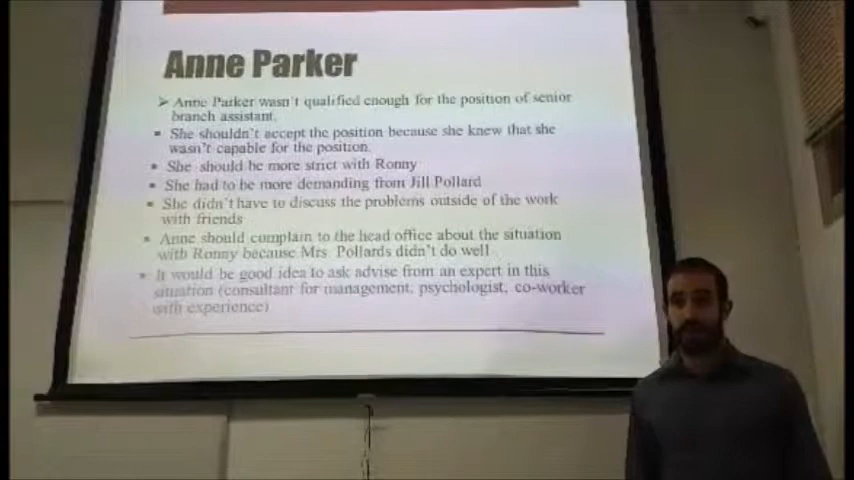 Anne Parker
➤ Anne Parker wasn't qualified enough for the position of senior
branch assistant.
▪ She shouldn't accept the position because she knew that she
wasn't capable for the position.
▪ She should be more strict with Ronny
▪ She had to be more demanding from Jill Pollard
▪ She didn't have to discuss the problems outside of the work
with friends
▪ Anne should complain to the head office about the situation
with Ronny because Mrs. Pollards didn't do well
▪ It would be good idea to ask advise from an expert in this
situation (consultant for management, psychologist, co-worker
with experience)